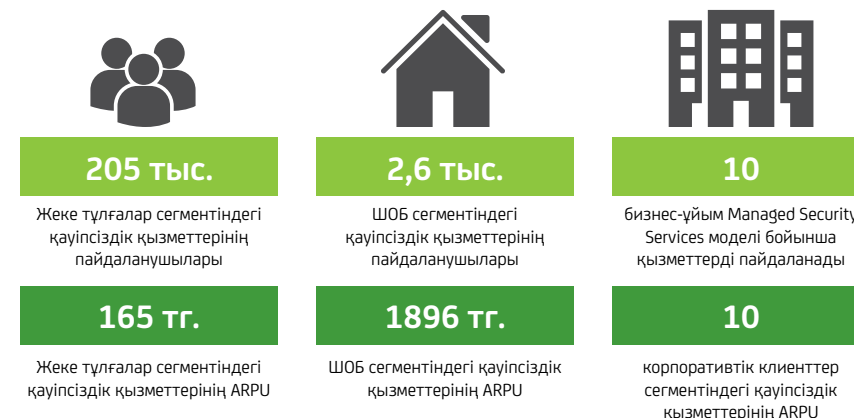 205 тыс.
Жеке тұлғалар сегментіндегі
қауіпсіздік қызметтерінің
пайдаланушылары
165 тг.
Жеке тұлғалар сегментіндегі
қауіпсіздік қызметтерінің ARPU
2,6 тыс.
ШОБ сегментіндегі
қауіпсіздік қызметтерінің
пайдаланушылары
1896 тг.
ШОБ сегментіндегі қауіпсіздік
қызметтерінің ARPU
10
бизнес-ұйым Managed Security
Services моделі бойынша
қызметтерді пайдаланады
10
корпоративтік клиенттер
сегментіндегі қауіпсіздік
қызметтерінің ARPU